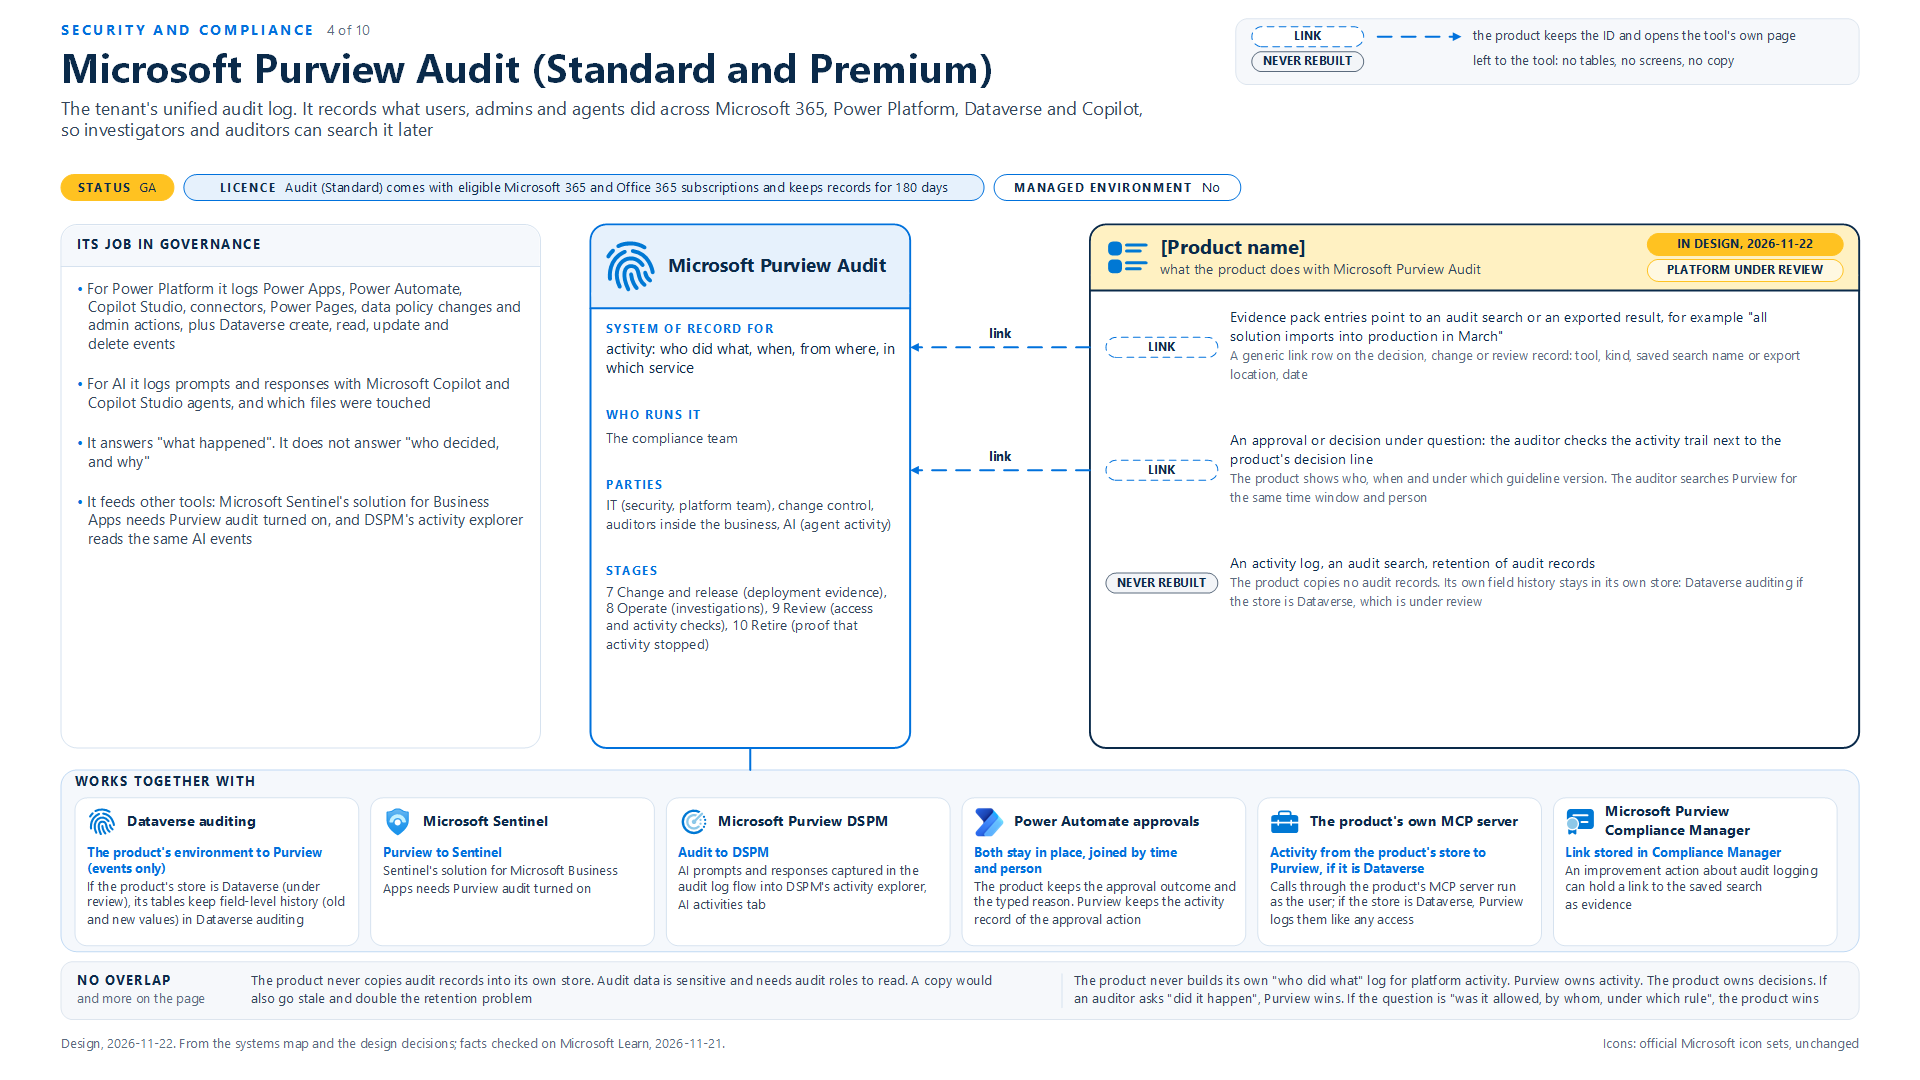 SECURITY AND COMPLIANCE 4 of 10
Microsoft Purview Audit (Standard and Premium)
The tenant's unified audit log. It records what users, admins and agents did across Microsoft 365, Power Platform, Dataverse and Copilot,
so investigators and auditors can search it later
LINK the product keeps the ID and opens the tool's own page
NEVER REBUILT left to the tool: no tables, no screens, no copy
STATUS GA
LICENCE Audit (Standard) comes with eligible Microsoft 365 and Office 365 subscriptions and keeps records for 180 days
MANAGED ENVIRONMENT No
ITS JOB IN GOVERNANCE
• For Power Platform it logs Power Apps, Power Automate,
Copilot Studio, connectors, Power Pages, data policy changes and
admin actions, plus Dataverse create, read, update and
delete events
• For AI it logs prompts and responses with Microsoft Copilot and
Copilot Studio agents, and which files were touched
• It answers "what happened". It does not answer "who decided,
and why"
• It feeds other tools: Microsoft Sentinel's solution for Business
Apps needs Purview audit turned on, and DSPM's activity explorer
reads the same AI events
Microsoft Purview Audit
SYSTEM OF RECORD FOR
activity: who did what, when, from where, in
which service
WHO RUNS IT
The compliance team
PARTIES
IT (security, platform team), change control,
auditors inside the business, AI (agent activity)
STAGES
7 Change and release (deployment evidence),
8 Operate (investigations), 9 Review (access
and activity checks), 10 Retire (proof that
activity stopped)
link
link
[Product name]
what the product does with Microsoft Purview Audit
IN DESIGN, 2026-11-22
PLATFORM UNDER REVIEW
LINK
Evidence pack entries point to an audit search or an exported result, for example "all
solution imports into production in March"
A generic link row on the decision, change or review record: tool, kind, saved search name or export
location, date
LINK
An approval or decision under question: the auditor checks the activity trail next to the
product's decision line
The product shows who, when and under which guideline version. The auditor searches Purview for
the same time window and person
NEVER REBUILT
An activity log, an audit search, retention of audit records
The product copies no audit records. Its own field history stays in its own store: Dataverse auditing if
the store is Dataverse, which is under review
WORKS TOGETHER WITH
Dataverse auditing
The product's environment to Purview
(events only)
If the product's store is Dataverse (under
review), its tables keep field-level history (old
and new values) in Dataverse auditing
Microsoft Sentinel
Purview to Sentinel
Sentinel's solution for Microsoft Business
Apps needs Purview audit turned on
Microsoft Purview DSPM
Audit to DSPM
AI prompts and responses captured in the
audit log flow into DSPM's activity explorer,
AI activities tab
Power Automate approvals
Both stay in place, joined by time
and person
The product keeps the approval outcome and
the typed reason. Purview keeps the activity
record of the approval action
The product's own MCP server
Activity from the product's store to
Purview, if it is Dataverse
Calls through the product's MCP server run
as the user; if the store is Dataverse, Purview
logs them like any access
Microsoft Purview
Compliance Manager
Link stored in Compliance Manager
An improvement action about audit logging
can hold a link to the saved search
as evidence
NO OVERLAP
and more on the page
The product never copies audit records into its own store. Audit data is sensitive and needs audit roles to read. A copy would
also go stale and double the retention problem
The product never builds its own "who did what" log for platform activity. Purview owns activity. The product owns decisions. If
an auditor asks "did it happen", Purview wins. If the question is "was it allowed, by whom, under which rule", the product wins
Design, 2026-11-22. From the systems map and the design decisions; facts checked on Microsoft Learn, 2026-11-21.
Icons: official Microsoft icon sets, unchanged